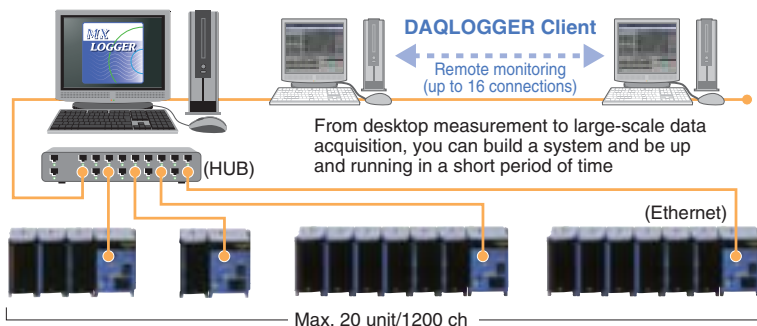 MX
LOGGER
DAQLOGGER Client
Remote monitoring
(up to 16 connections)
From desktop measurement to large-scale data
acquisition, you can build a system and be up
and running in a short period of time
(HUB)
(Ethernet)
Max. 20 unit/1200 ch